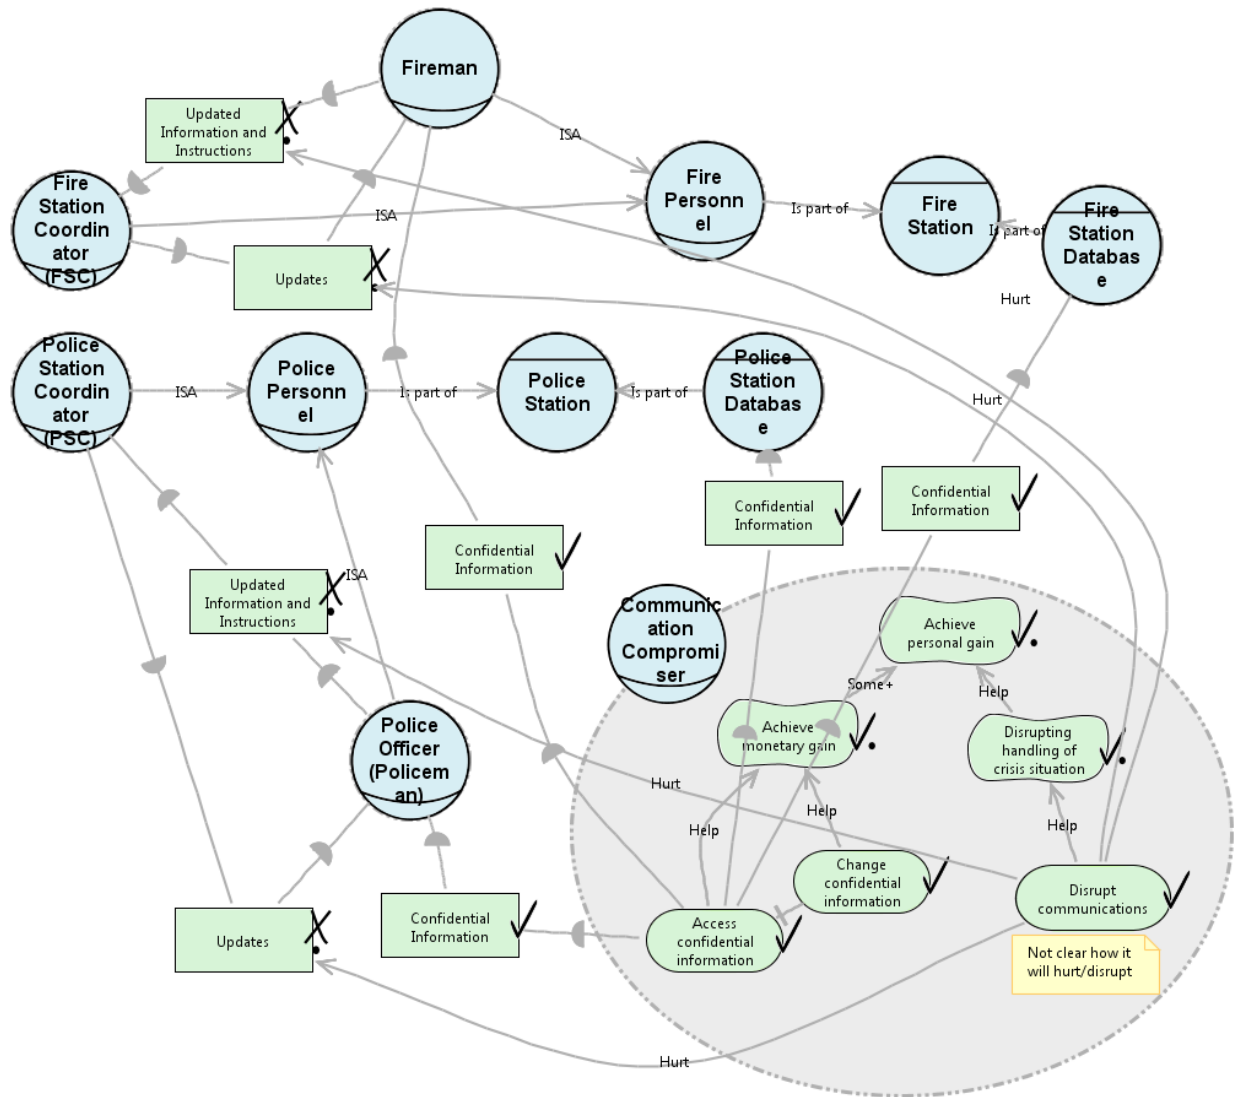 Fireman
Updated
Information and
Instructions
ISA
Fire
Personn
el
Is part of
Fire
Station
Is part of
Fire
Station
Databas
e
Fire
Station
Coordin
ator
(FSC)
ISA
Updates
Hurt
Police
Station
Coordin
ator
(PSC)
ISA
Police
Personn
el
Is part of
Police
Station
Is part of
Police
Station
Databas
e
Hurt
Confidential
Information
Confidential
Information
Confidential
Information
Updated
Information and
Instructions
ISA
Communic
ation
Compromi
ser
Achieve
personal gain
Some+
Help
Achieve
monetary gain
Disrupting
handling of
crisis situation
Police
Officer
(Policem
an)
Hurt
Help
Help
Help
Change
confidential
information
Disrupt
communications
Updates
Confidential
Information
Access
confidential
information
Not clear how it
will hurt/disrupt
Hurt